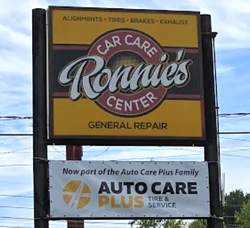 ALIGNMENTS • TIRES • BRAKES • EXHAUST
CAR CARE
Ronnie's
CENTER
GENERAL REPAIR
Now part of the Auto Care Plus Family
AUTO CARE
PLUS TIRE &
SERVICE